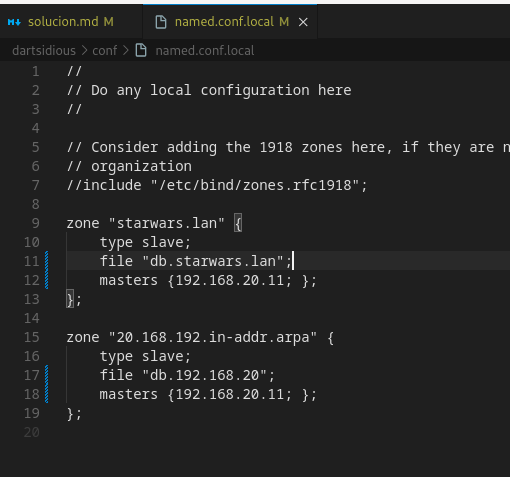 solucion.md M
named.conf.local M
dartsidious > conf > named.conf.local
1 //
2 // Do any local configuration here
3 //
4
5 // Consider adding the 1918 zones here, if they are n
6 // organization
7 //include "/etc/bind/zones.rfc1918";
8
9 zone "starwars.lan" {
10     type slave;
11     file "db.starwars.lan";
12     masters {192.168.20.11; };
13 };
14
15 zone "20.168.192.in-addr.arpa" {
16     type slave;
17     file "db.192.168.20";
18     masters {192.168.20.11; };
19 };
20